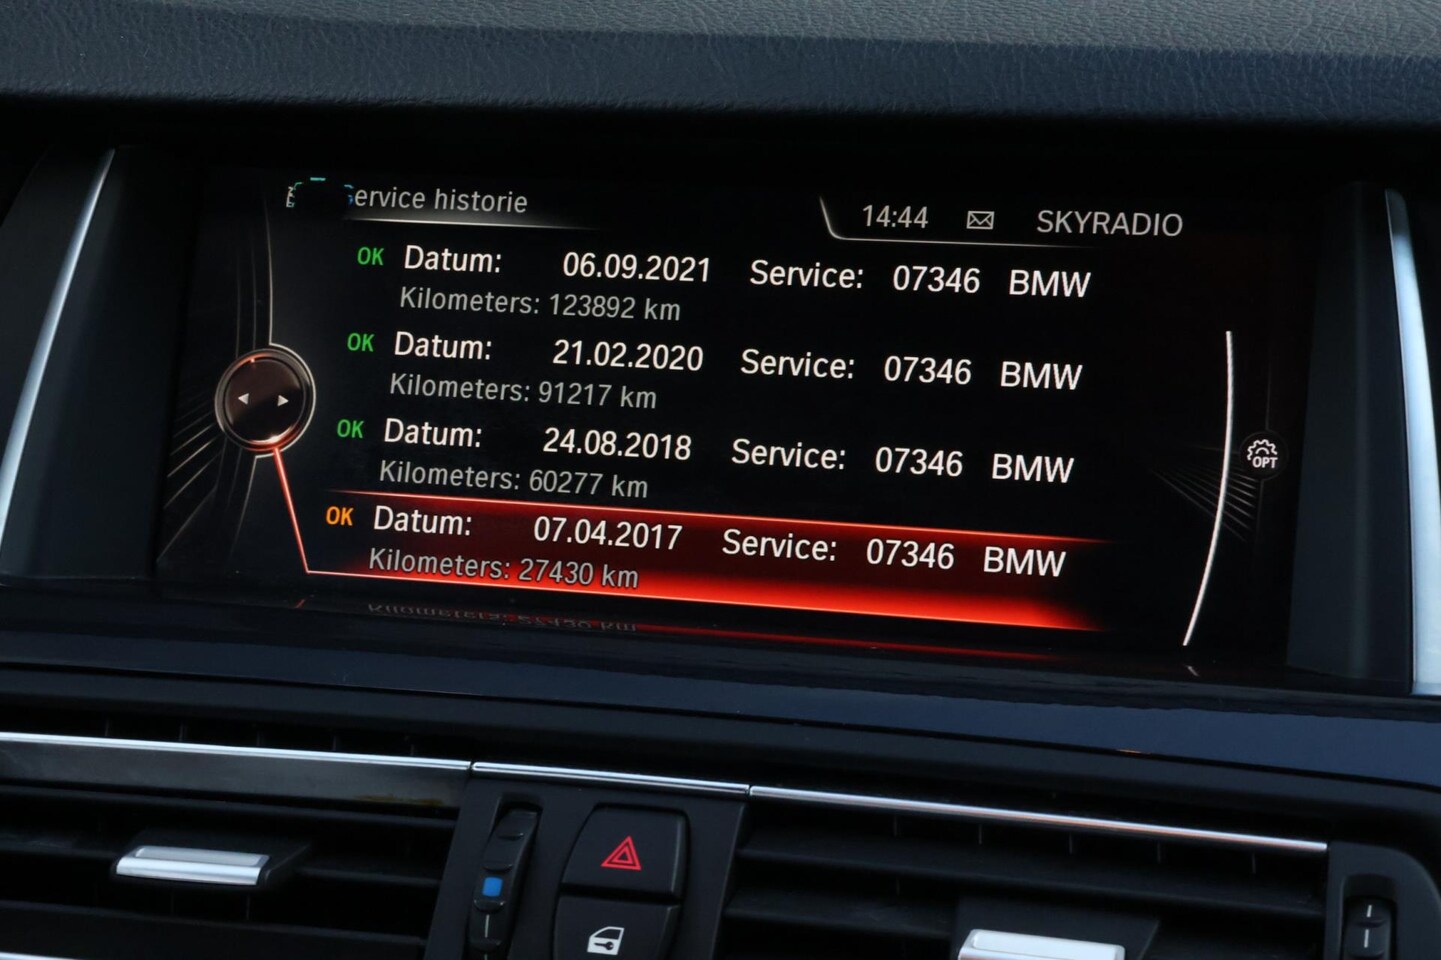 Service historie
14:44 SKYRADIO
OK Datum: 06.09.2021 Service: 07346 BMW
Kilometers: 123892 km
OK Datum: 21.02.2020 Service: 07346 BMW
Kilometers: 91217 km
OK Datum: 24.08.2018 Service: 07346 BMW
Kilometers: 60277 km
OK Datum: 07.04.2017 Service: 07346 BMW
Kilometers: 27430 km
OPT